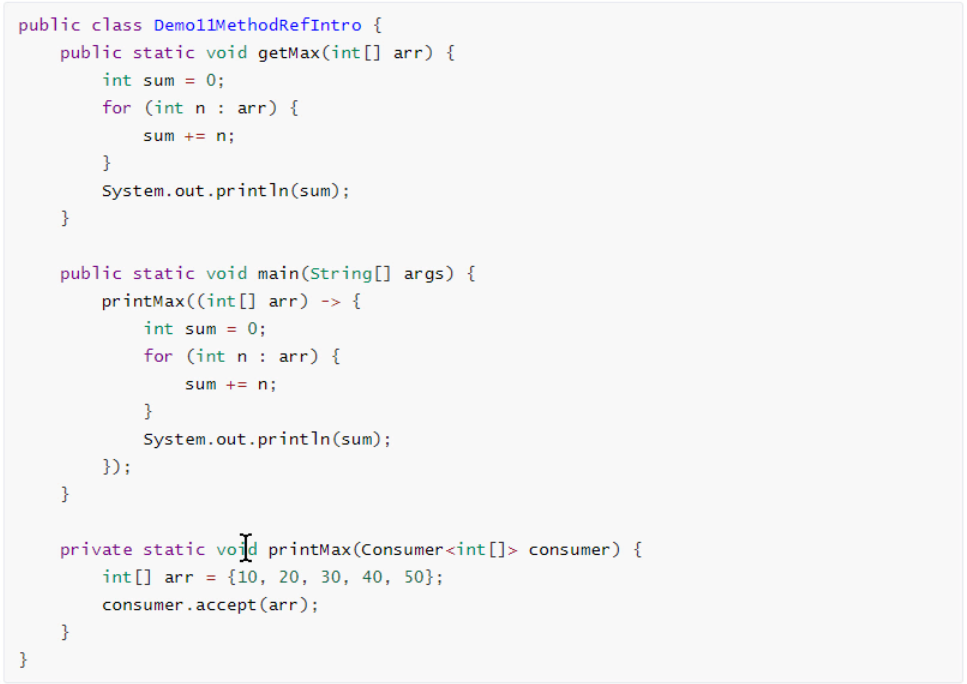 public class Demo11MethodRefIntro {
    public static void getMax(int[] arr) {
        int sum = 0;
        for (int n : arr) {
            sum += n;
        }
        System.out.println(sum);
    }

    public static void main(String[] args) {
        printMax((int[] arr) -> {
            int sum = 0;
            for (int n : arr) {
                sum += n;
            }
            System.out.println(sum);
        });
    }

    private static void printMax(Consumer<int[]> consumer) {
        int[] arr = {10, 20, 30, 40, 50};
        consumer.accept(arr);
    }
}